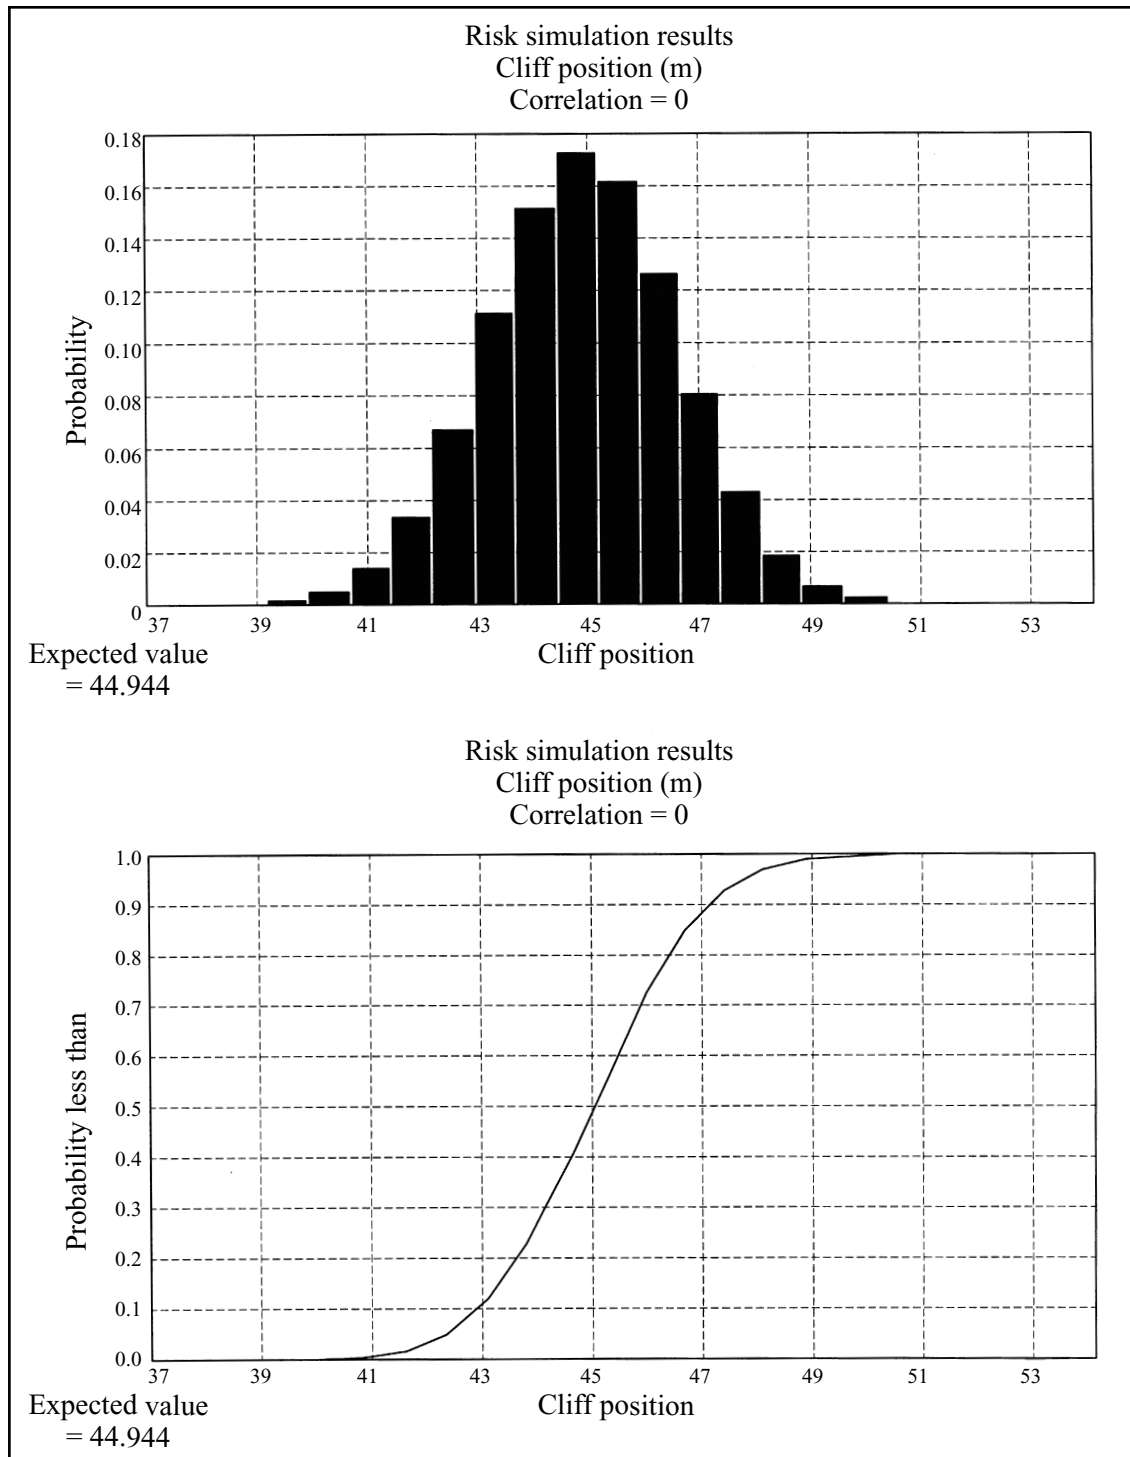 Risk simulation results
Cliff position (m)
Correlation = 0
0.18
0.16
0.14
0.12
0.10
0.08
0.06
0.04
0.02
0
Probability
37 39 41 43 45 47 49 51 53
Cliff position
Expected value
= 44.944
Risk simulation results
Cliff position (m)
Correlation = 0
1.0
0.9
0.8
0.7
0.6
0.5
0.4
0.3
0.2
0.1
0.0
Probability less than
37 39 41 43 45 47 49 51 53
Cliff position
Expected value
= 44.944